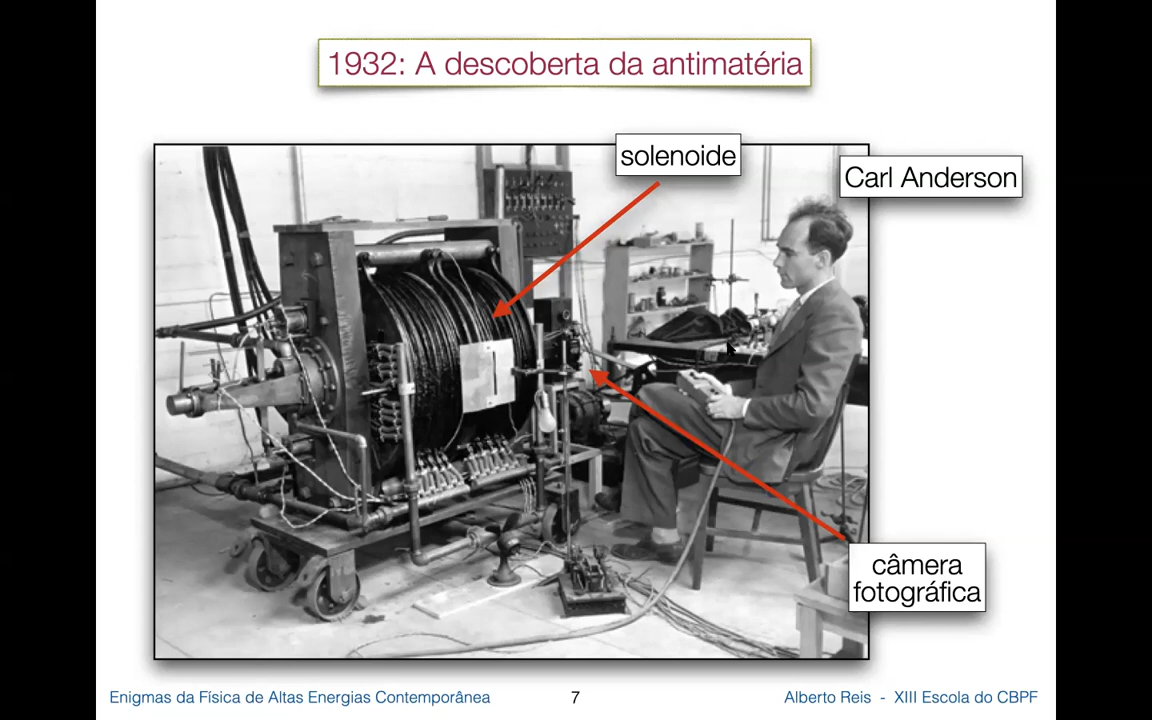 1932: A descoberta da antimatéria
solenoide
Carl Anderson
câmera
fotográfica
Enigmas da Física de Altas Energias Contemporânea
7
Alberto Reis - XIII Escola do CBPF